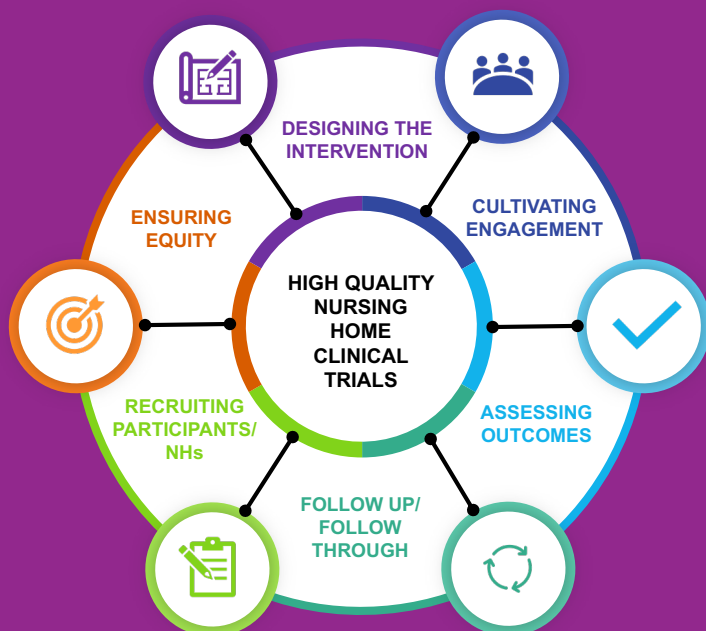 DESIGNING THE
INTERVENTION
CULTIVATING
ENGAGEMENT
ENSURING
EQUITY
HIGH QUALITY
NURSING
HOME
CLINICAL
TRIALS
ASSESSING
OUTCOMES
RECRUITING
PARTICIPANTS/
NHs
FOLLOW UP/
FOLLOW
THROUGH